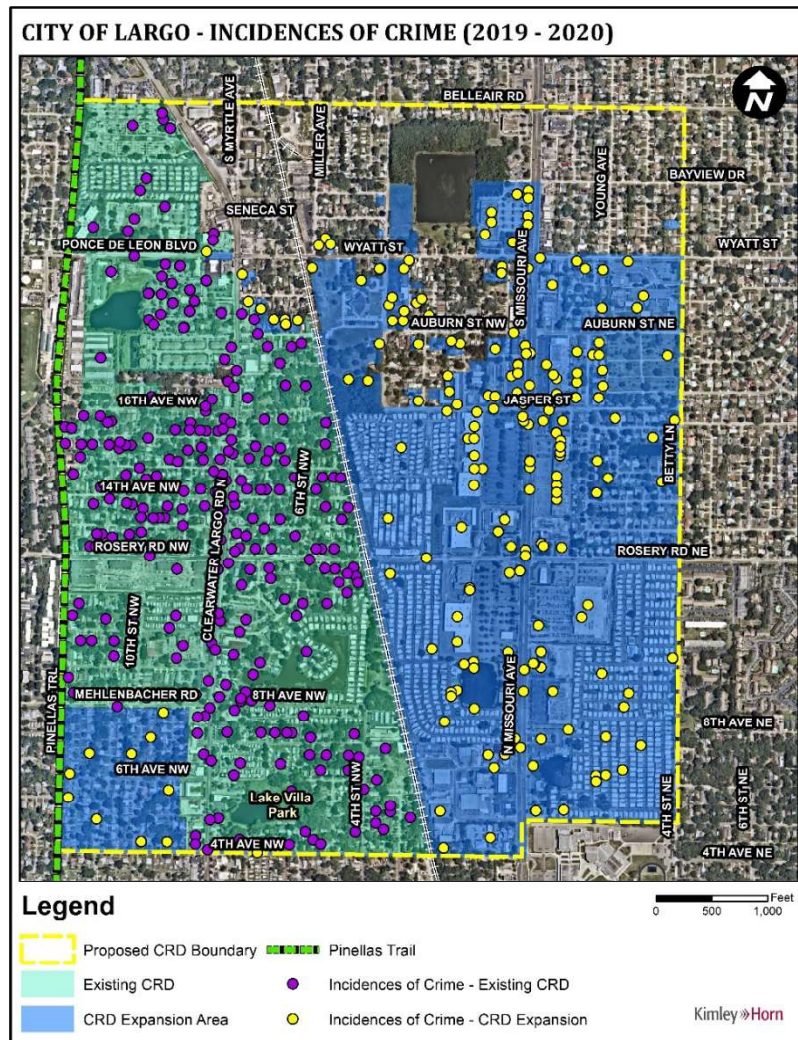 CITY OF LARGO - INCIDENCES OF CRIME (2019 - 2020)
BELLEAIR RD
N
S MYRTLE AVE
MILLER AVE
YOUNG AVE
BAYVIEW DR
SENECA ST
PONCE DE LEON BLVD
WYATT ST
WYATT ST
S MISSOURI AVE
AUBURN ST NW
AUBURN ST NE
16TH AVE NW
JASPER ST
6TH ST NW
BETTY LN
14TH AVE NW
CLEARWATER LARGO RD N
ROSERY RD NW
ROSERY RD NE
10TH ST NW
MEHLENBACHER RD
8TH AVE NW
N MISSOURI AVE
8TH AVE NE
PINELLAS TRL
6TH AVE NW
4TH ST NW
Lake Villa
Park
4TH ST NE
6TH ST NE
4TH AVE NW
4TH AVE NE
Legend
Feet
0 500 1,000
Proposed CRD Boundary
Pinellas Trail
Existing CRD
Incidences of Crime - Existing CRD
CRD Expansion Area
Incidences of Crime - CRD Expansion
Kimley»Horn